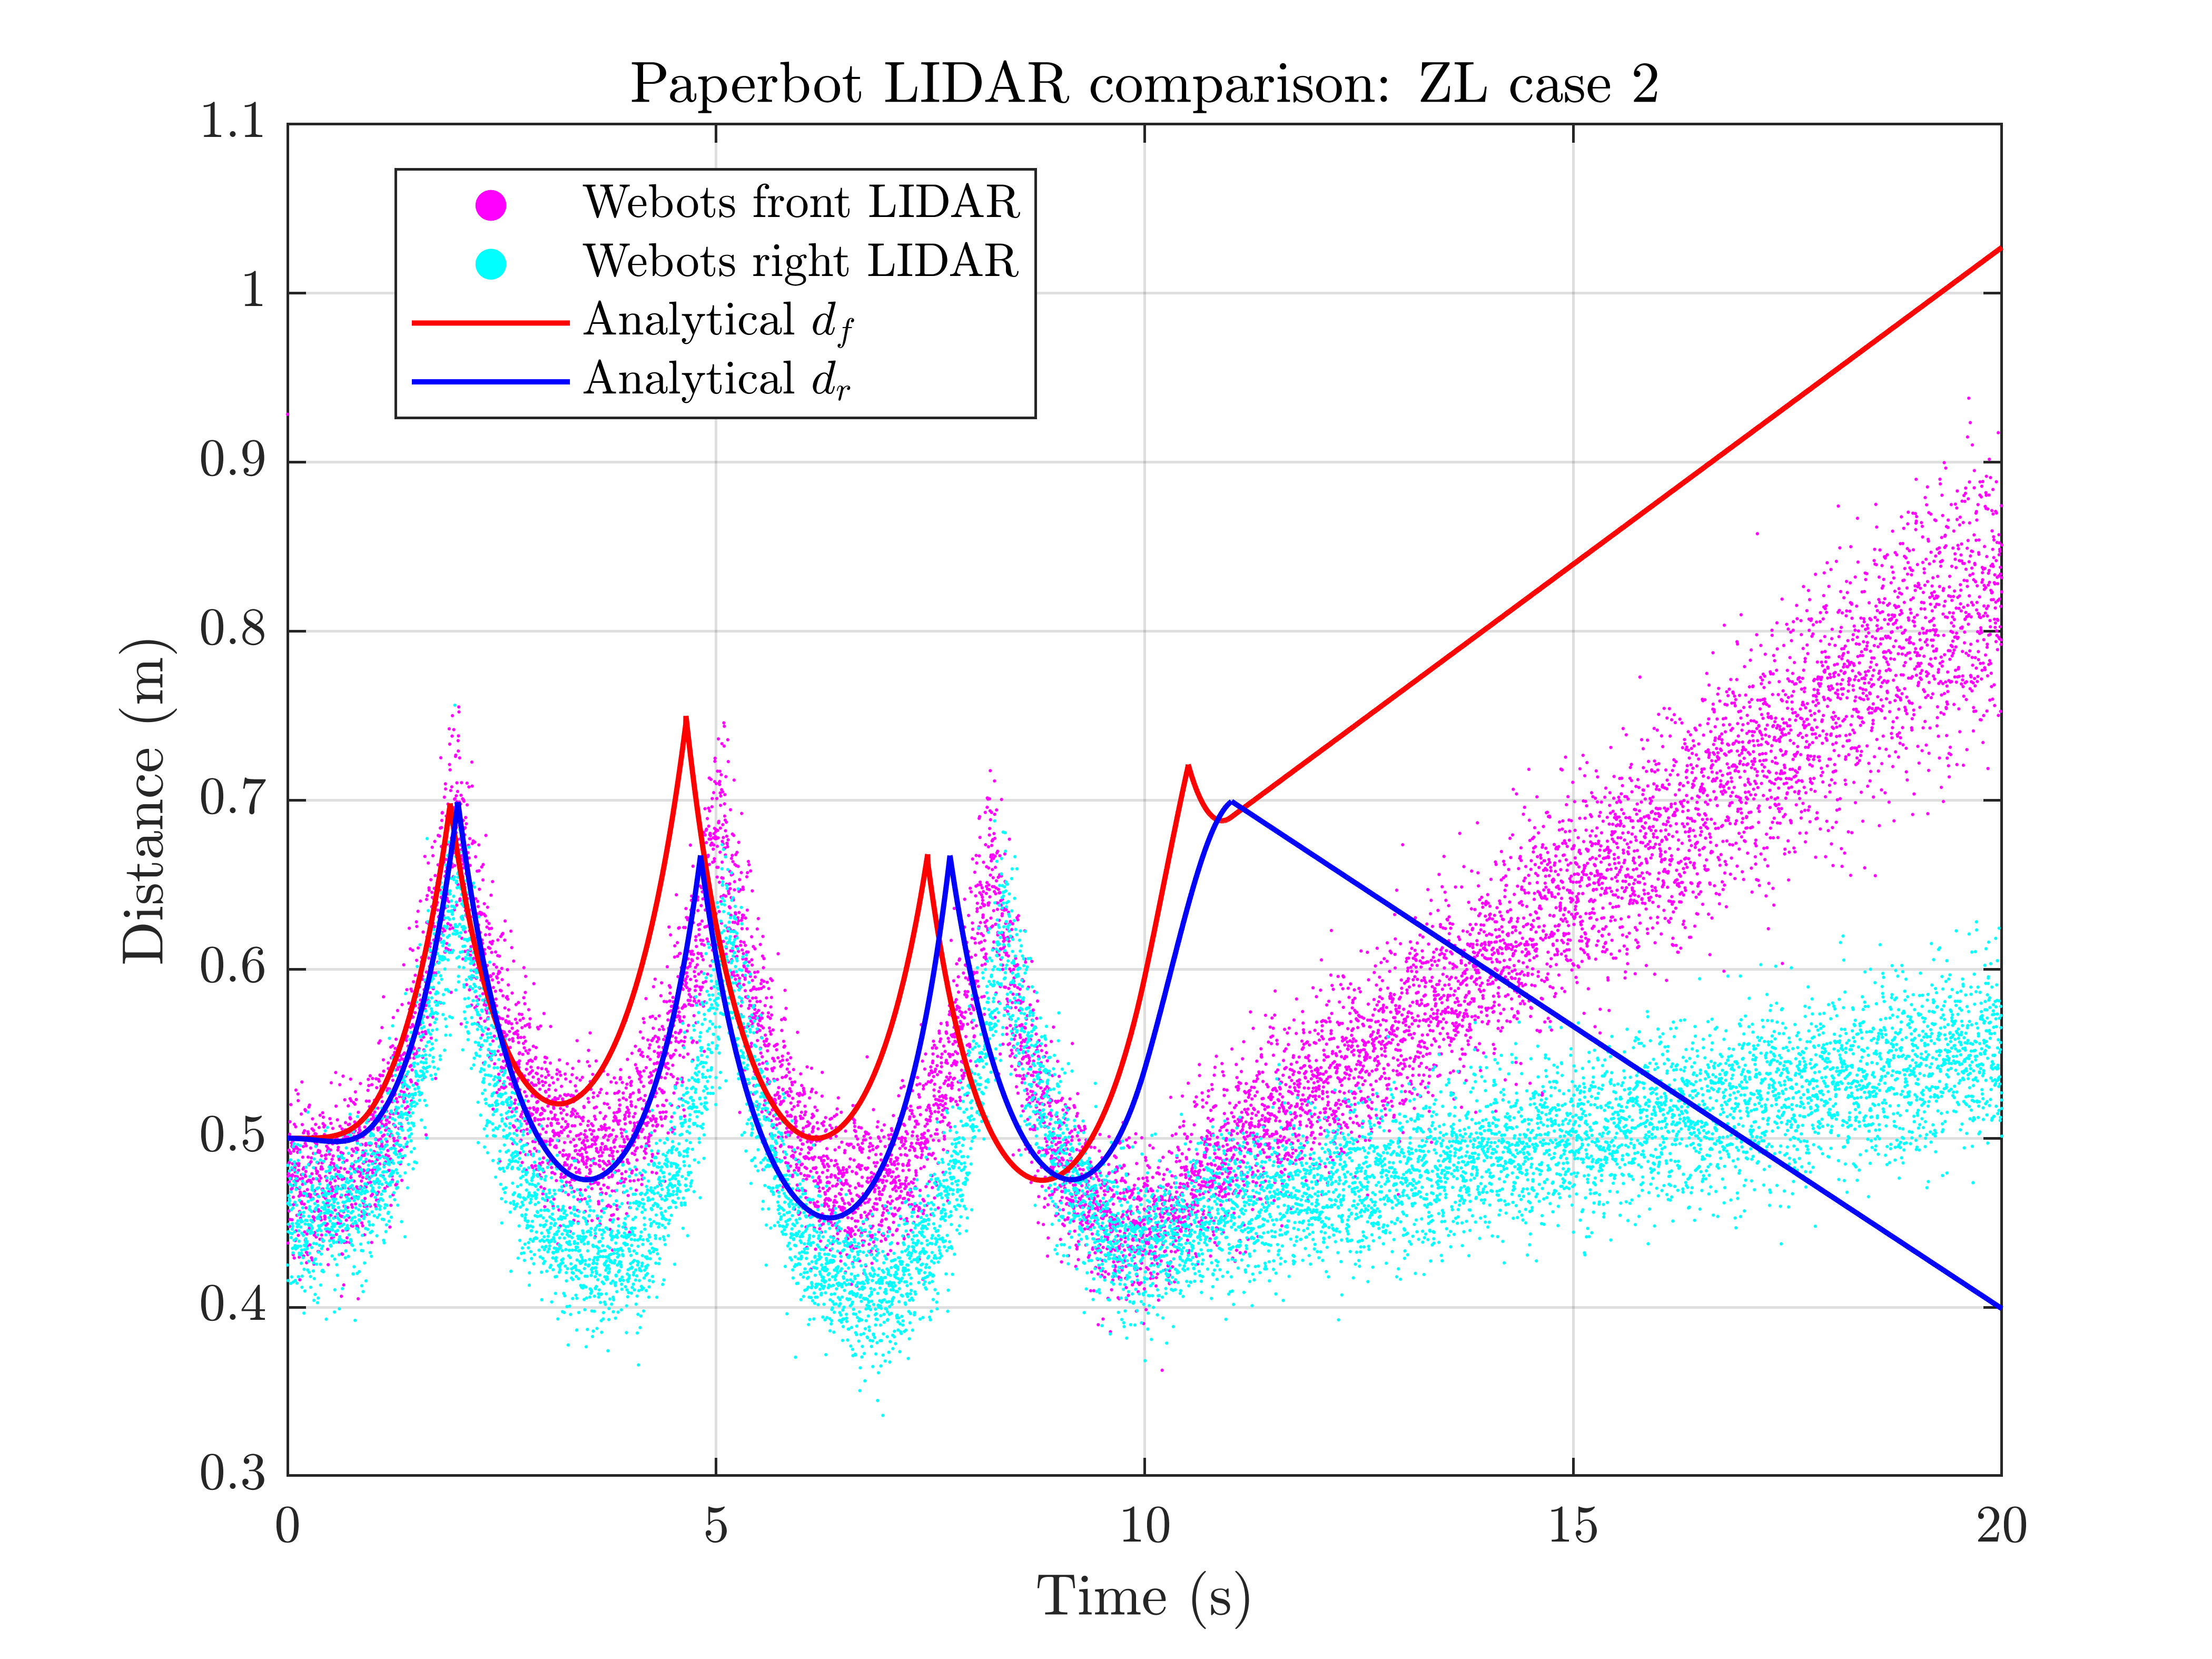 Paperbot LIDAR comparison: ZL case 2
1.1
1
0.9
0.8
0.7
0.6
0.5
0.4
0.3
Distance (m)
Webots front LIDAR
Webots right LIDAR
Analytical d_f
Analytical d_r
0 5 10 15 20
Time (s)